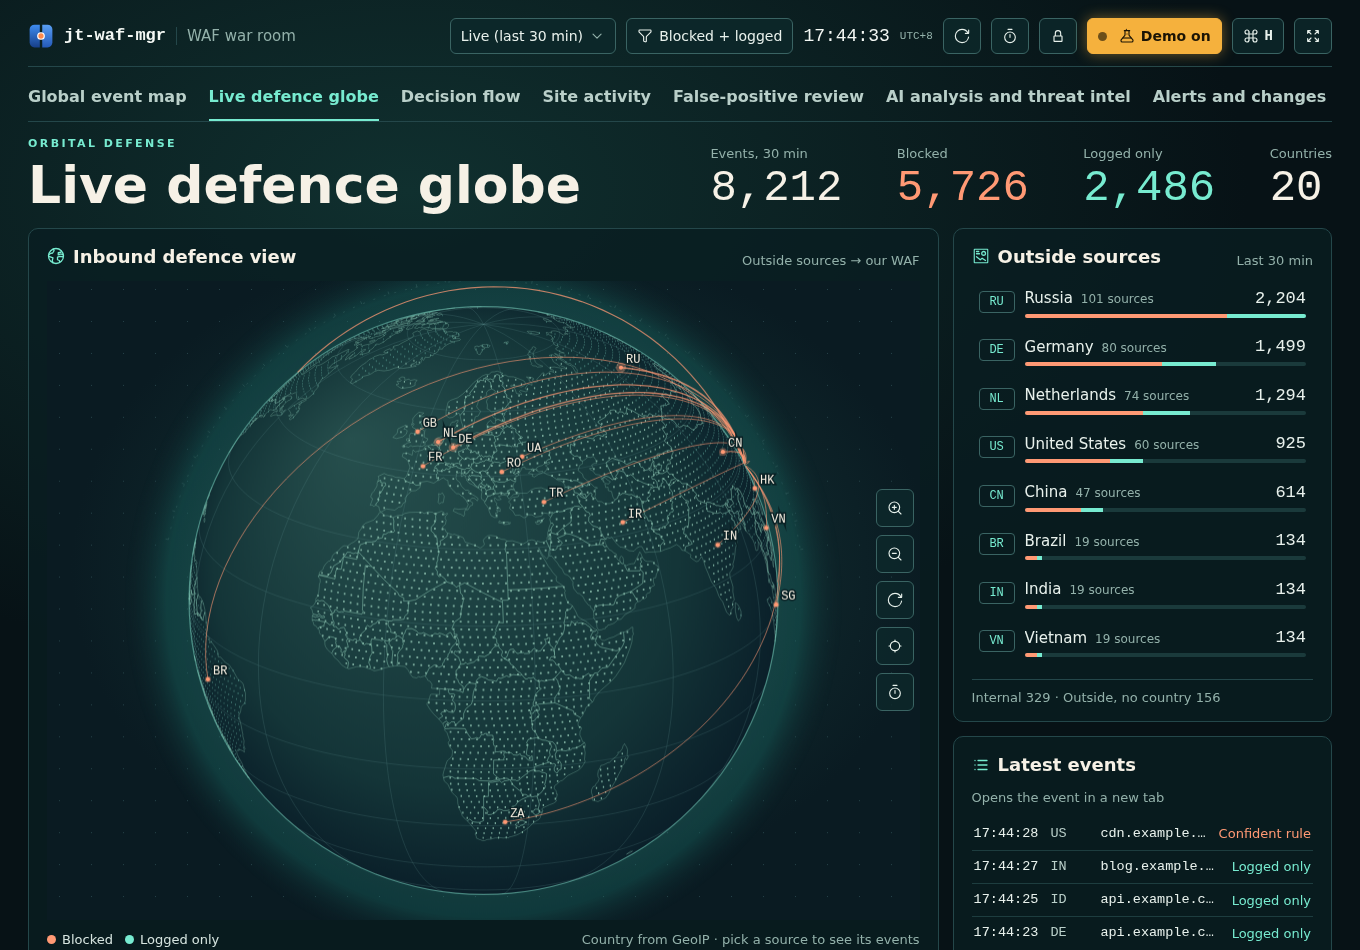 jt-waf-mgr WAF war room Live (last 30 min) Blocked + logged 17:44:33 UTC+8 Demo on ⌘ H
Global event map Live defence globe Decision flow Site activity False-positive review AI analysis and threat intel Alerts and changes
ORBITAL DEFENSE
Live defence globe
Events, 30 min Blocked Logged only Countries
8,212 5,726 2,486 20
Inbound defence view
Outside sources → our WAF
RU
GB
NL
DE
FR
UA
RO
CN
HK
TR
IR
VN
IN
SG
BR
ZA
Blocked Logged only
Country from GeoIP · pick a source to see its events
Outside sources Last 30 min
RU Russia 101 sources 2,204
DE Germany 80 sources 1,499
NL Netherlands 74 sources 1,294
US United States 60 sources 925
CN China 47 sources 614
BR Brazil 19 sources 134
IN India 19 sources 134
VN Vietnam 19 sources 134
Internal 329 · Outside, no country 156
Latest events
Opens the event in a new tab
17:44:28 US cdn.example.… Confident rule
17:44:27 IN blog.example.… Logged only
17:44:25 ID api.example.c… Logged only
17:44:23 DE api.example.c… Logged only